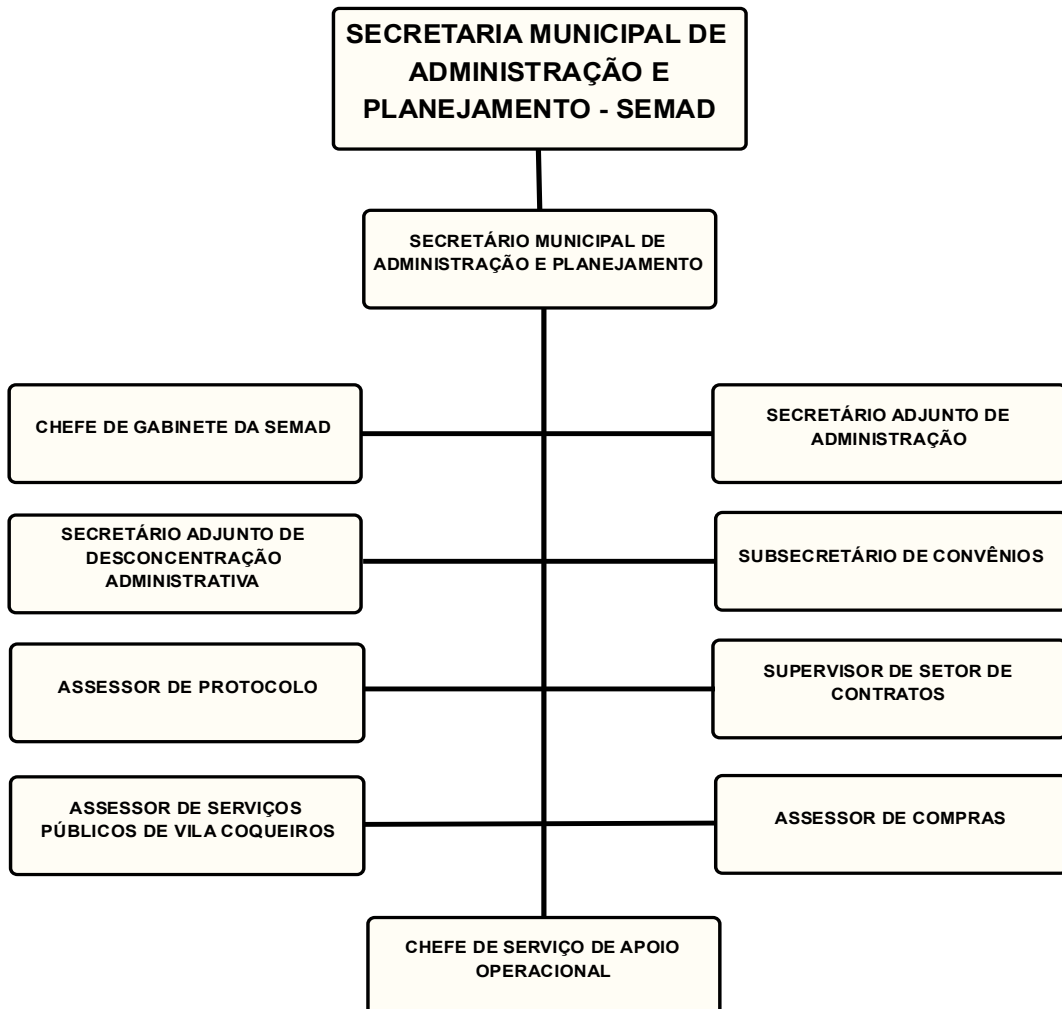 SECRETARIA MUNICIPAL DE
ADMINISTRAÇÃO E
PLANEJAMENTO - SEMAD
SECRETÁRIO MUNICIPAL DE
ADMINISTRAÇÃO E PLANEJAMENTO
CHEFE DE GABINETE DA SEMAD
SECRETÁRIO ADJUNTO DE
ADMINISTRAÇÃO
SECRETÁRIO ADJUNTO DE
DESCONCENTRAÇÃO
ADMINISTRATIVA
SUBSECRETÁRIO DE CONVÊNIOS
ASSESSOR DE PROTOCOLO
SUPERVISOR DE SETOR DE
CONTRATOS
ASSESSOR DE SERVIÇOS
PÚBLICOS DE VILA COQUEIROS
ASSESSOR DE COMPRAS
CHEFE DE SERVIÇO DE APOIO
OPERACIONAL